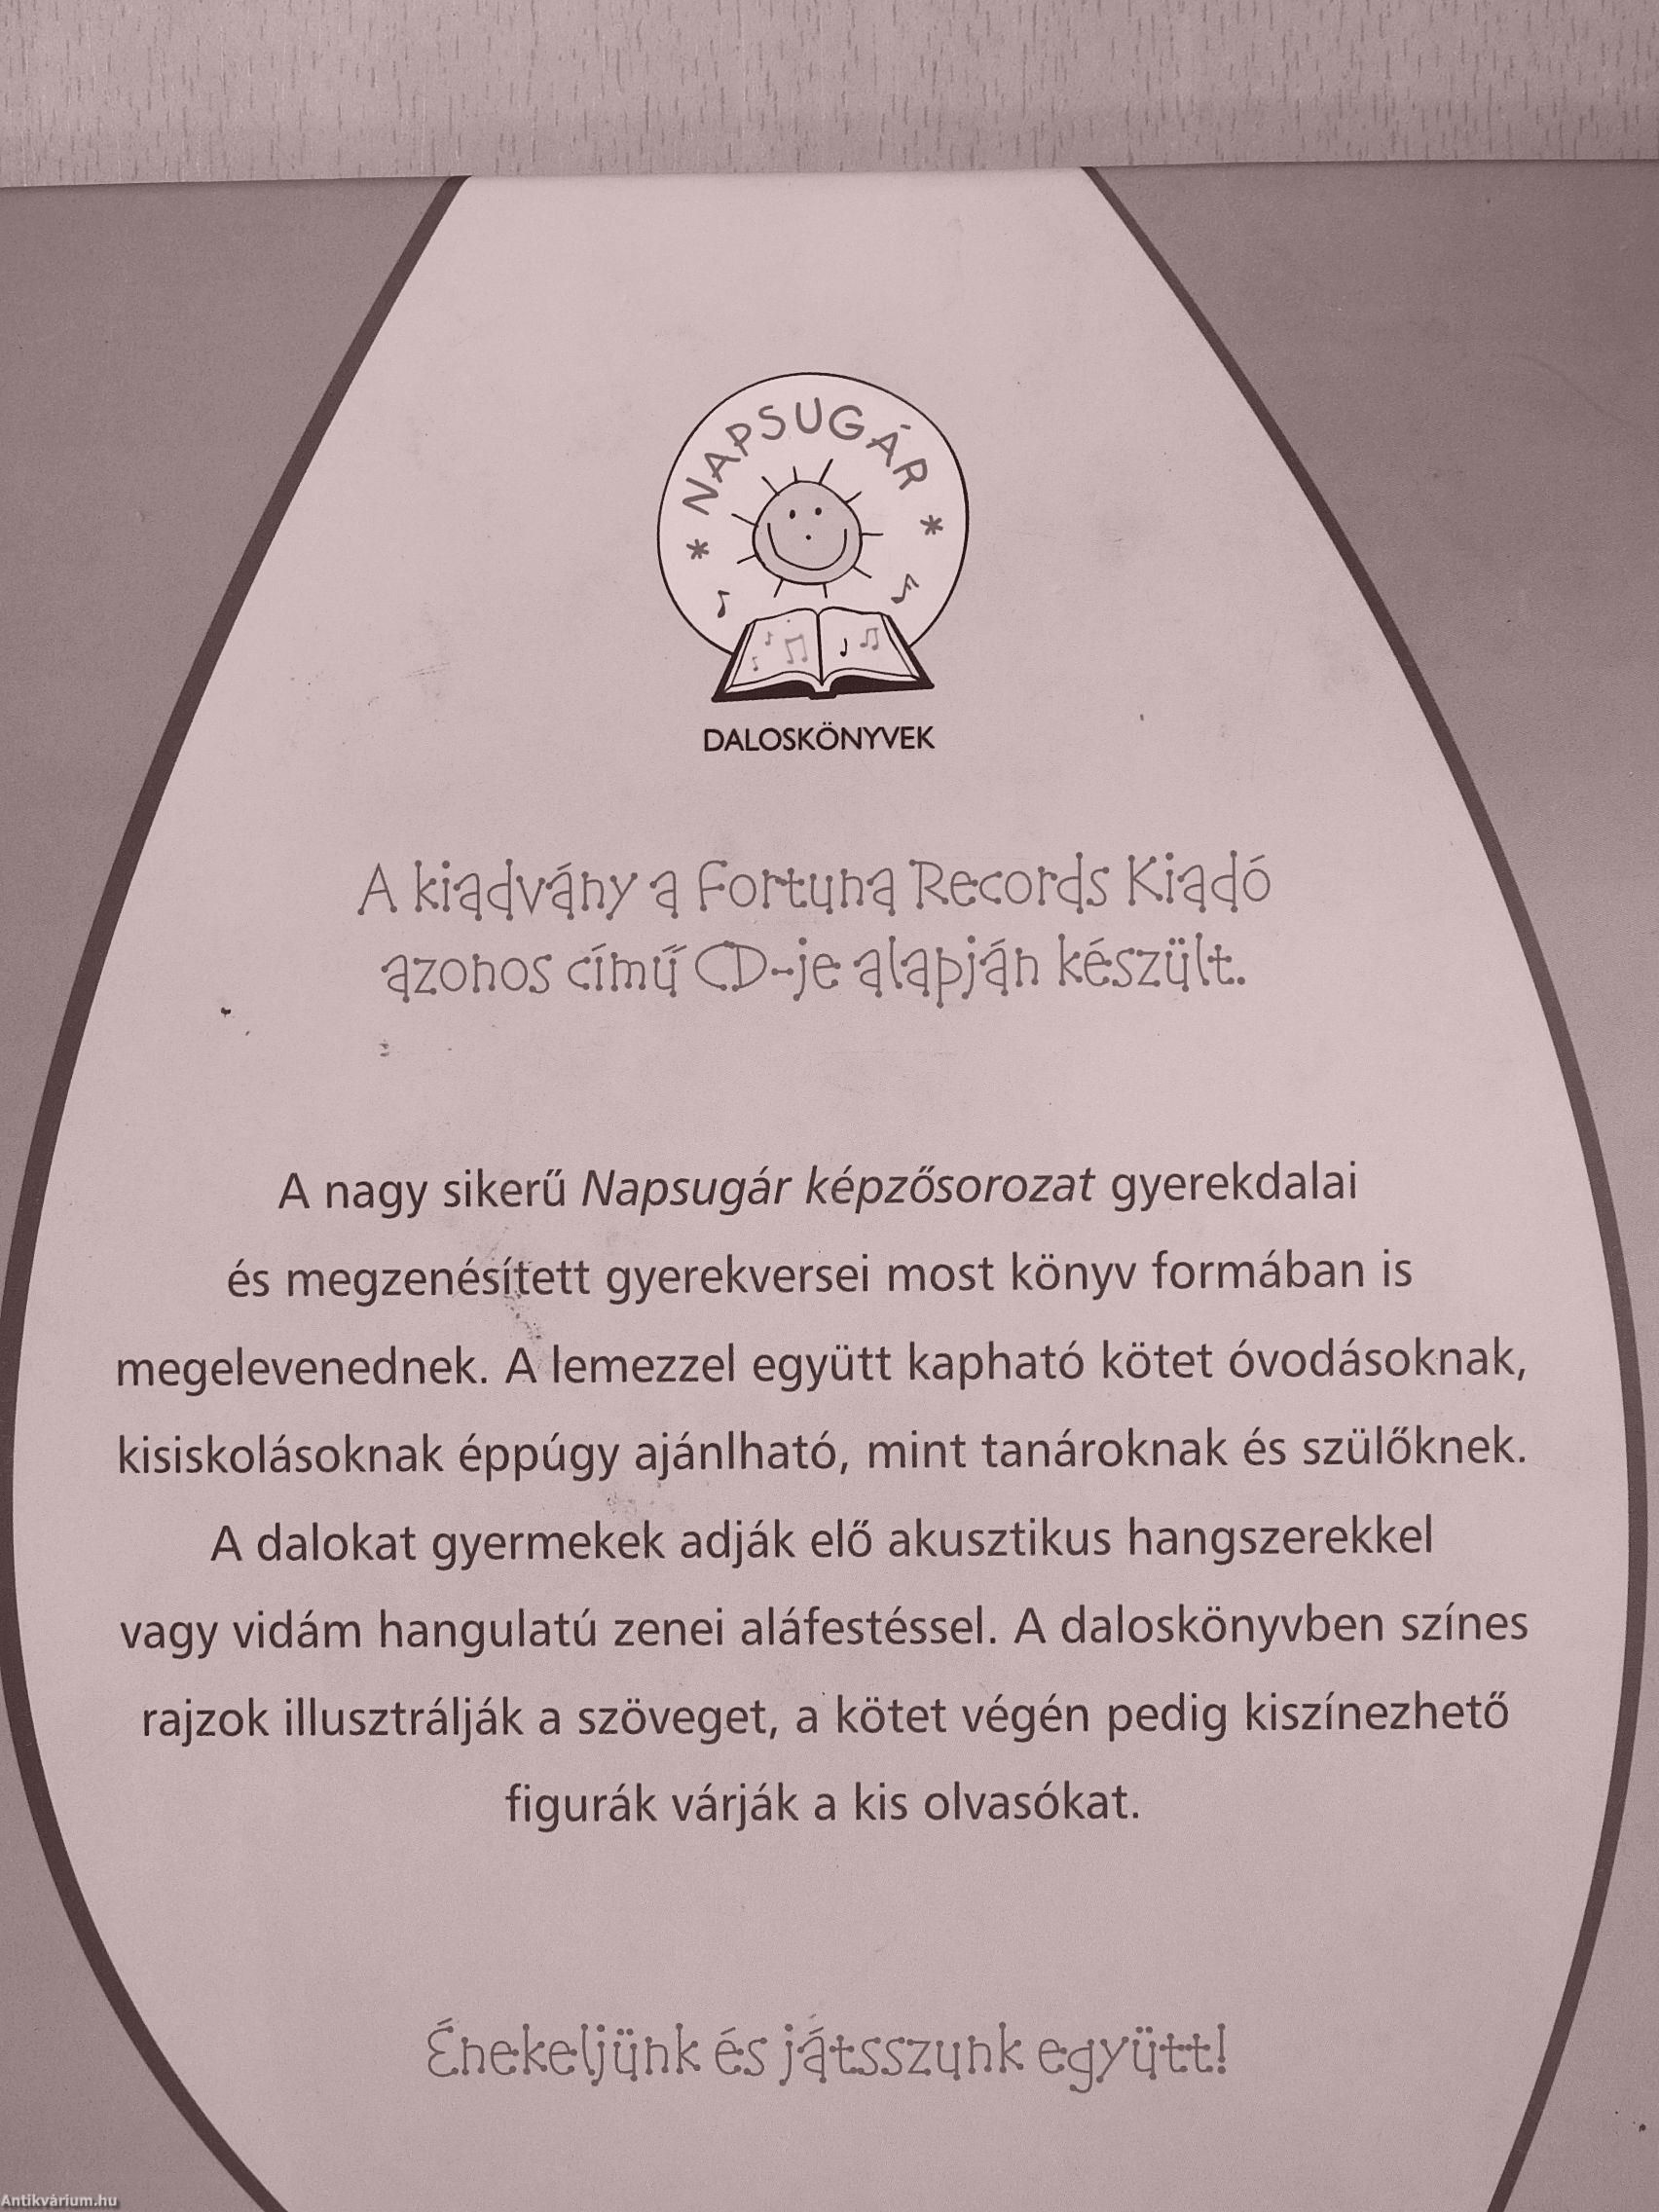 * NAPSUGÁR *
DALOSKÖNYVEK
A kiadvány a Fortuna Records Kiadó
azonos című CD-je alapján készült.
A nagy sikerű Napsugár képzősorozat gyerekdalai
és megzenésített gyerekversei most könyv formában is
megelevenednek. A lemezzel együtt kapható kötet óvodásoknak,
kisiskolásoknak éppúgy ajánlható, mint tanároknak és szülőknek.
A dalokat gyermekek adják elő akusztikus hangszerekkel
vagy vidám hangulatú zenei aláfestéssel. A daloskönyvben színes
rajzok illusztrálják a szöveget, a kötet végén pedig kiszínezhető
figurák várják a kis olvasókat.
Énekeljünk és játsszunk együtt!
Antikvárium.hu